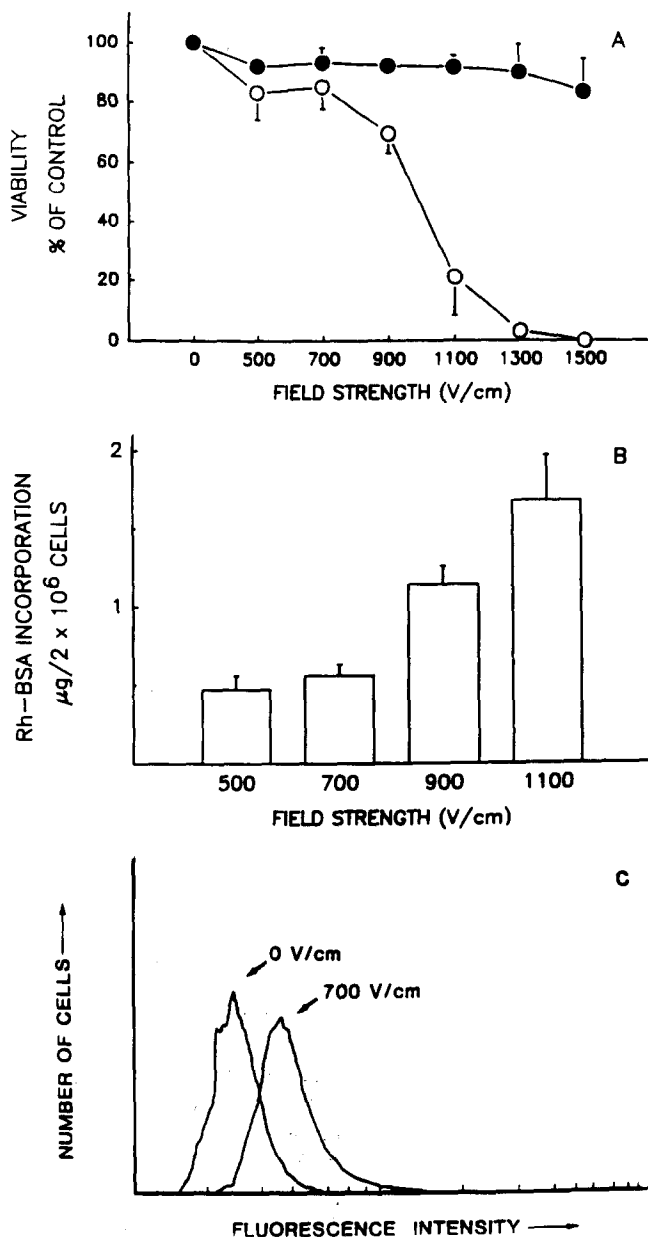 A
VIABILITY
% OF CONTROL
100
80
60
40
20
0
0 500 700 900 1100 1300 1500
FIELD STRENGTH (V/cm)
B
Rh-BSA INCORPORATION
µg/2 x 10⁶ CELLS
2
1
500 700 900 1100
FIELD STRENGTH (V/cm)
C
NUMBER OF CELLS →
0 V/cm
700 V/cm
FLUORESCENCE INTENSITY →